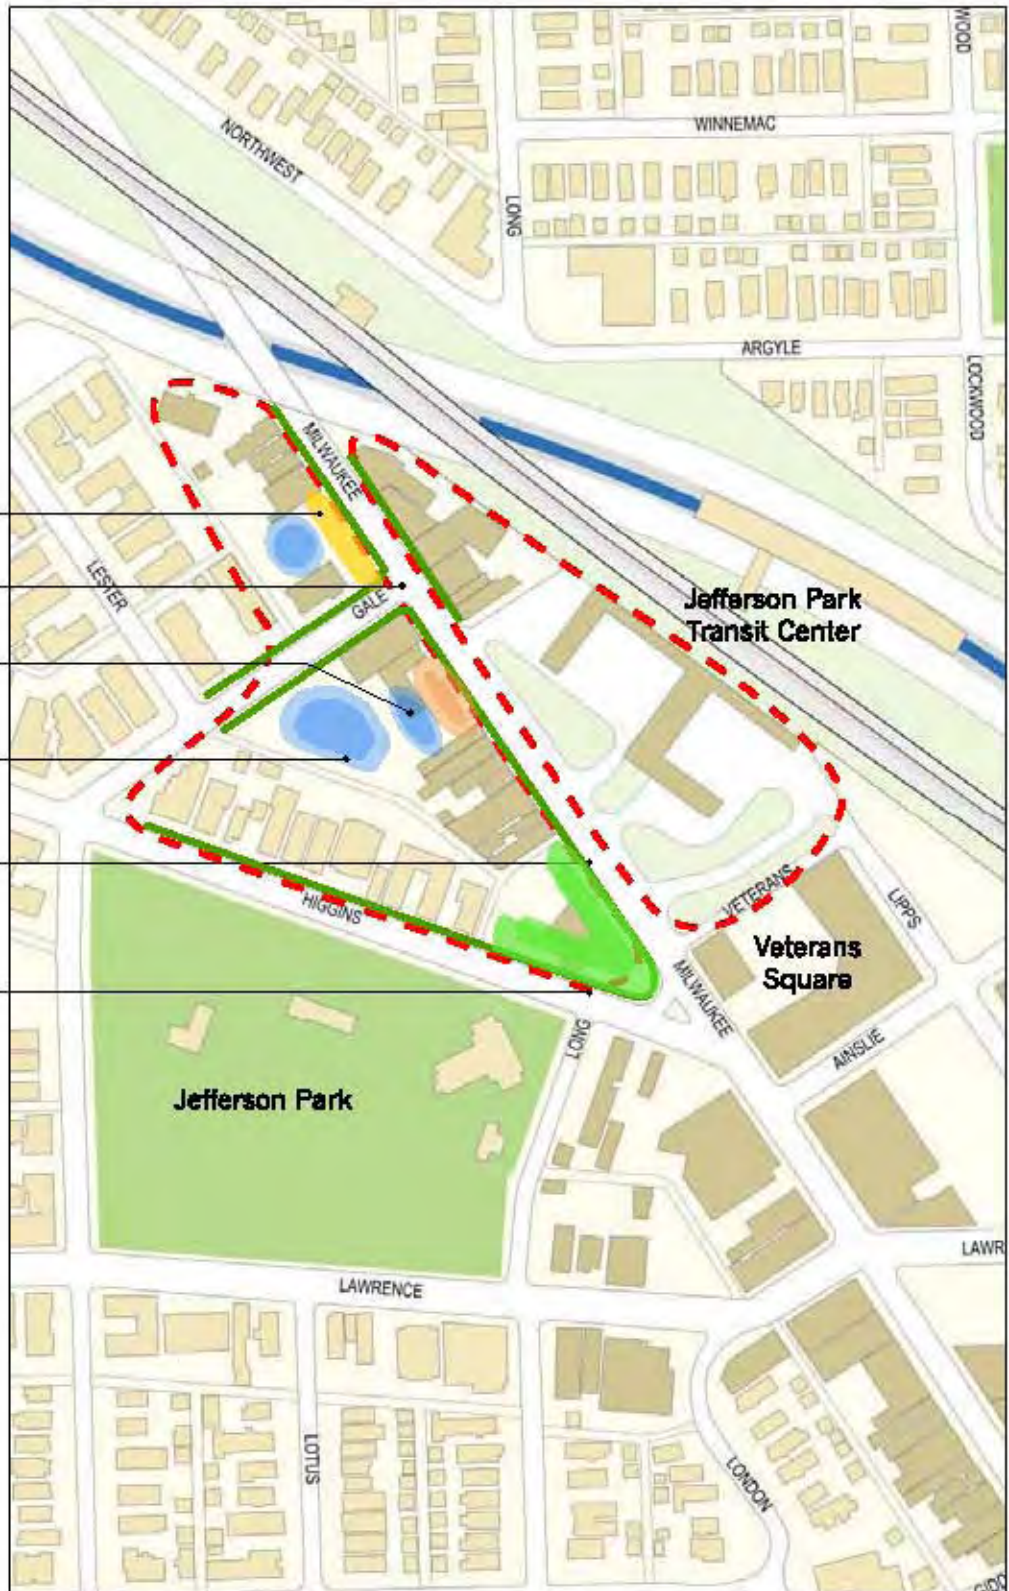 WOOD
WINNEMAC
NORTHWEST
LONG
ARGYLE
LOCKWOOD
MILWAUKEE
LESTER
GALE
Jefferson Park
Transit Center
VETERANS
LIPPS
HIGGINS
Veterans
Square
MILWAUKEE
LONG
AINSLIE
Jefferson Park
LAWR
LAWRENCE
LOTUS
LONDON